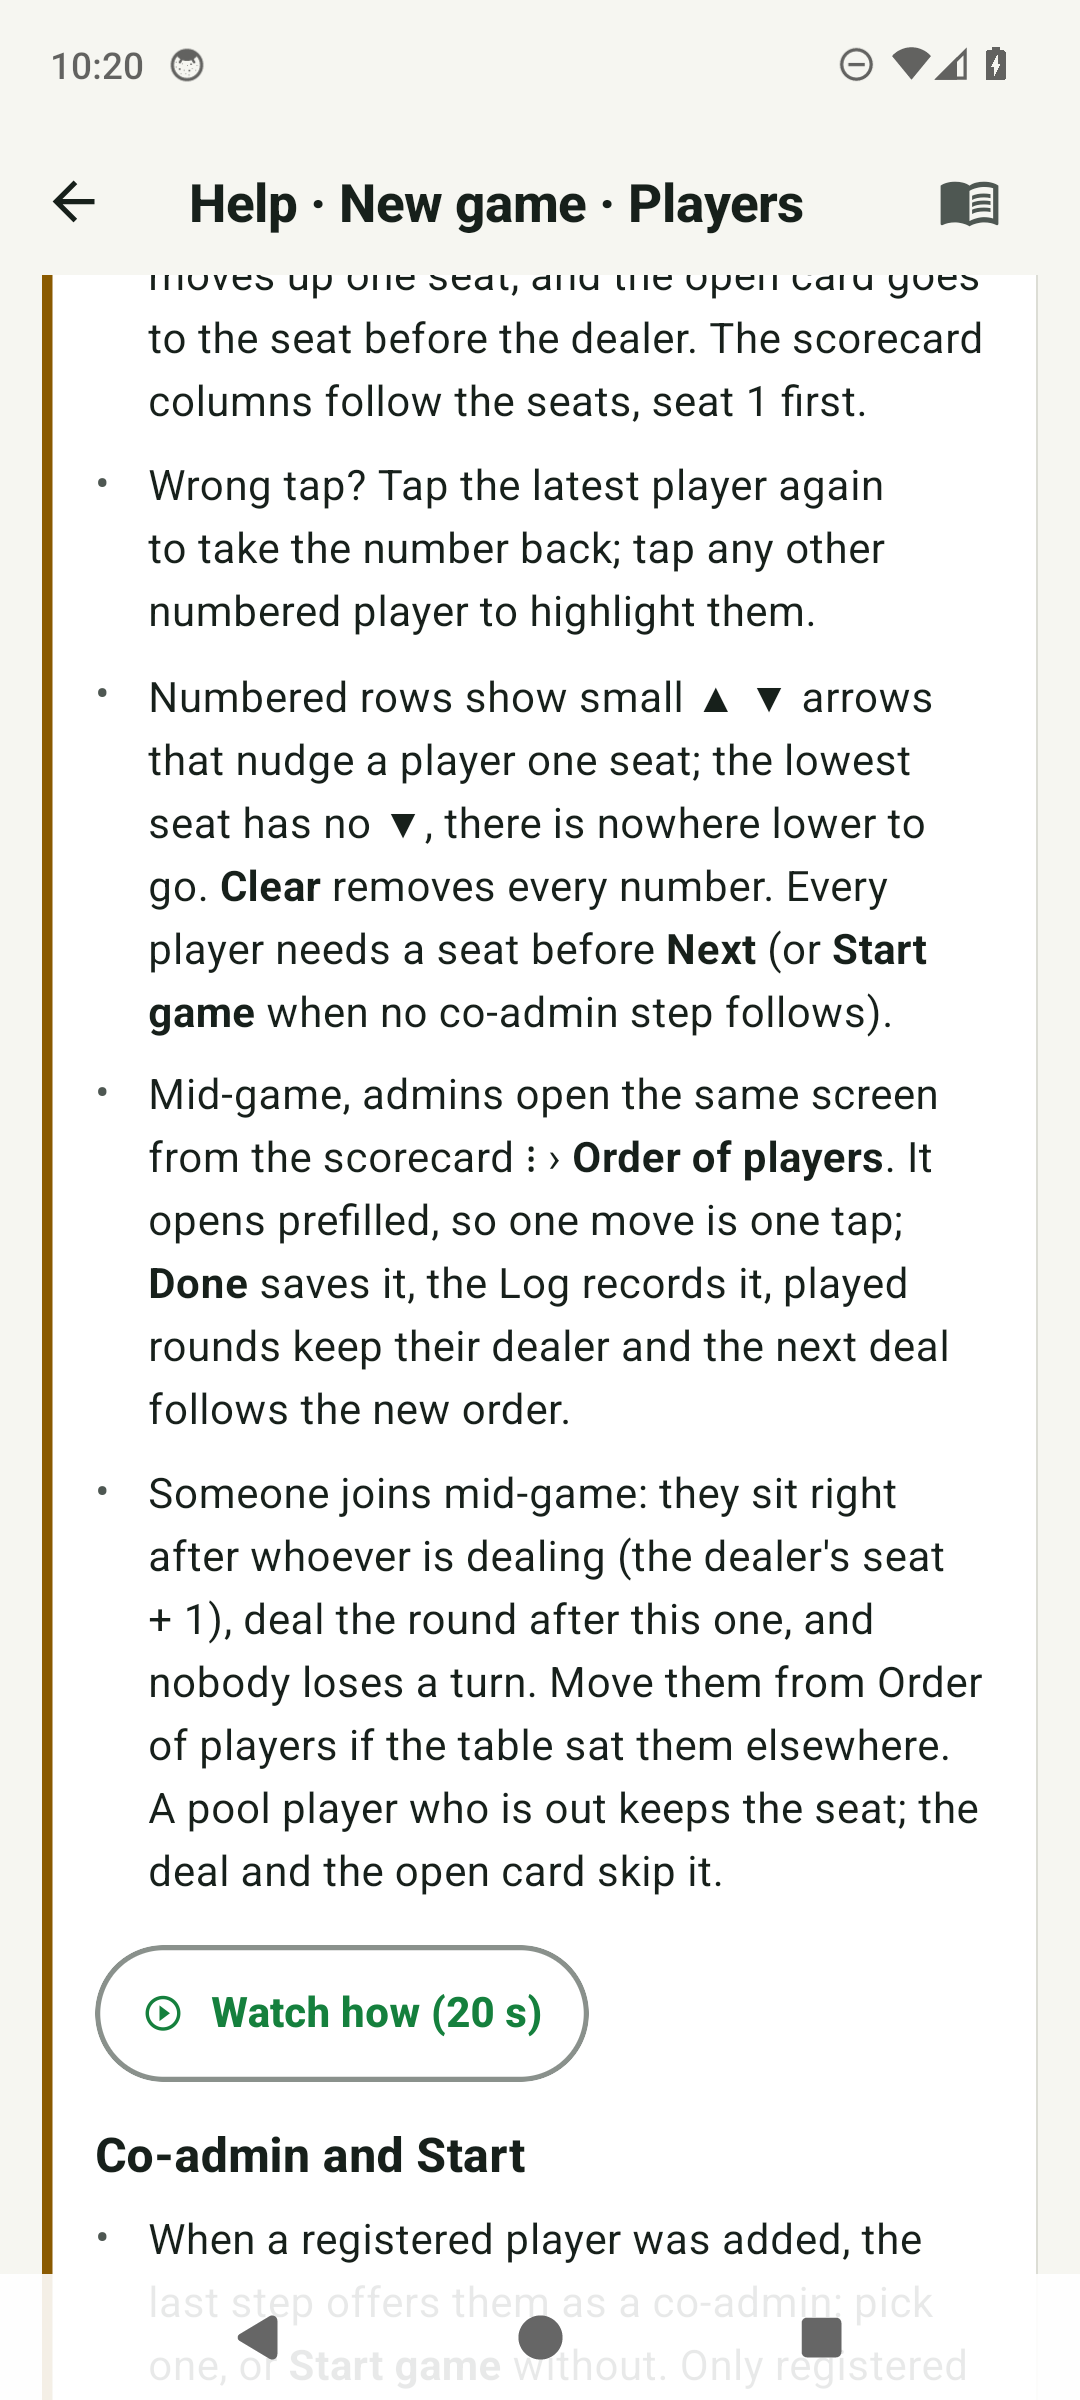 10:20
Help · New game · Players
moves up one seat, and the open card goes
to the seat before the dealer. The scorecard
columns follow the seats, seat 1 first.
• Wrong tap? Tap the latest player again
to take the number back; tap any other
numbered player to highlight them.
• Numbered rows show small ▲ ▼ arrows
that nudge a player one seat; the lowest
seat has no ▼, there is nowhere lower to
go. Clear removes every number. Every
player needs a seat before Next (or Start
game when no co-admin step follows).
• Mid-game, admins open the same screen
from the scorecard ⋮ › Order of players. It
opens prefilled, so one move is one tap;
Done saves it, the Log records it, played
rounds keep their dealer and the next deal
follows the new order.
• Someone joins mid-game: they sit right
after whoever is dealing (the dealer's seat
+ 1), deal the round after this one, and
nobody loses a turn. Move them from Order
of players if the table sat them elsewhere.
A pool player who is out keeps the seat; the
deal and the open card skip it.
Watch how (20 s)
Co-admin and Start
• When a registered player was added, the
last step offers them as a co-admin; pick
one, or Start game without. Only registered